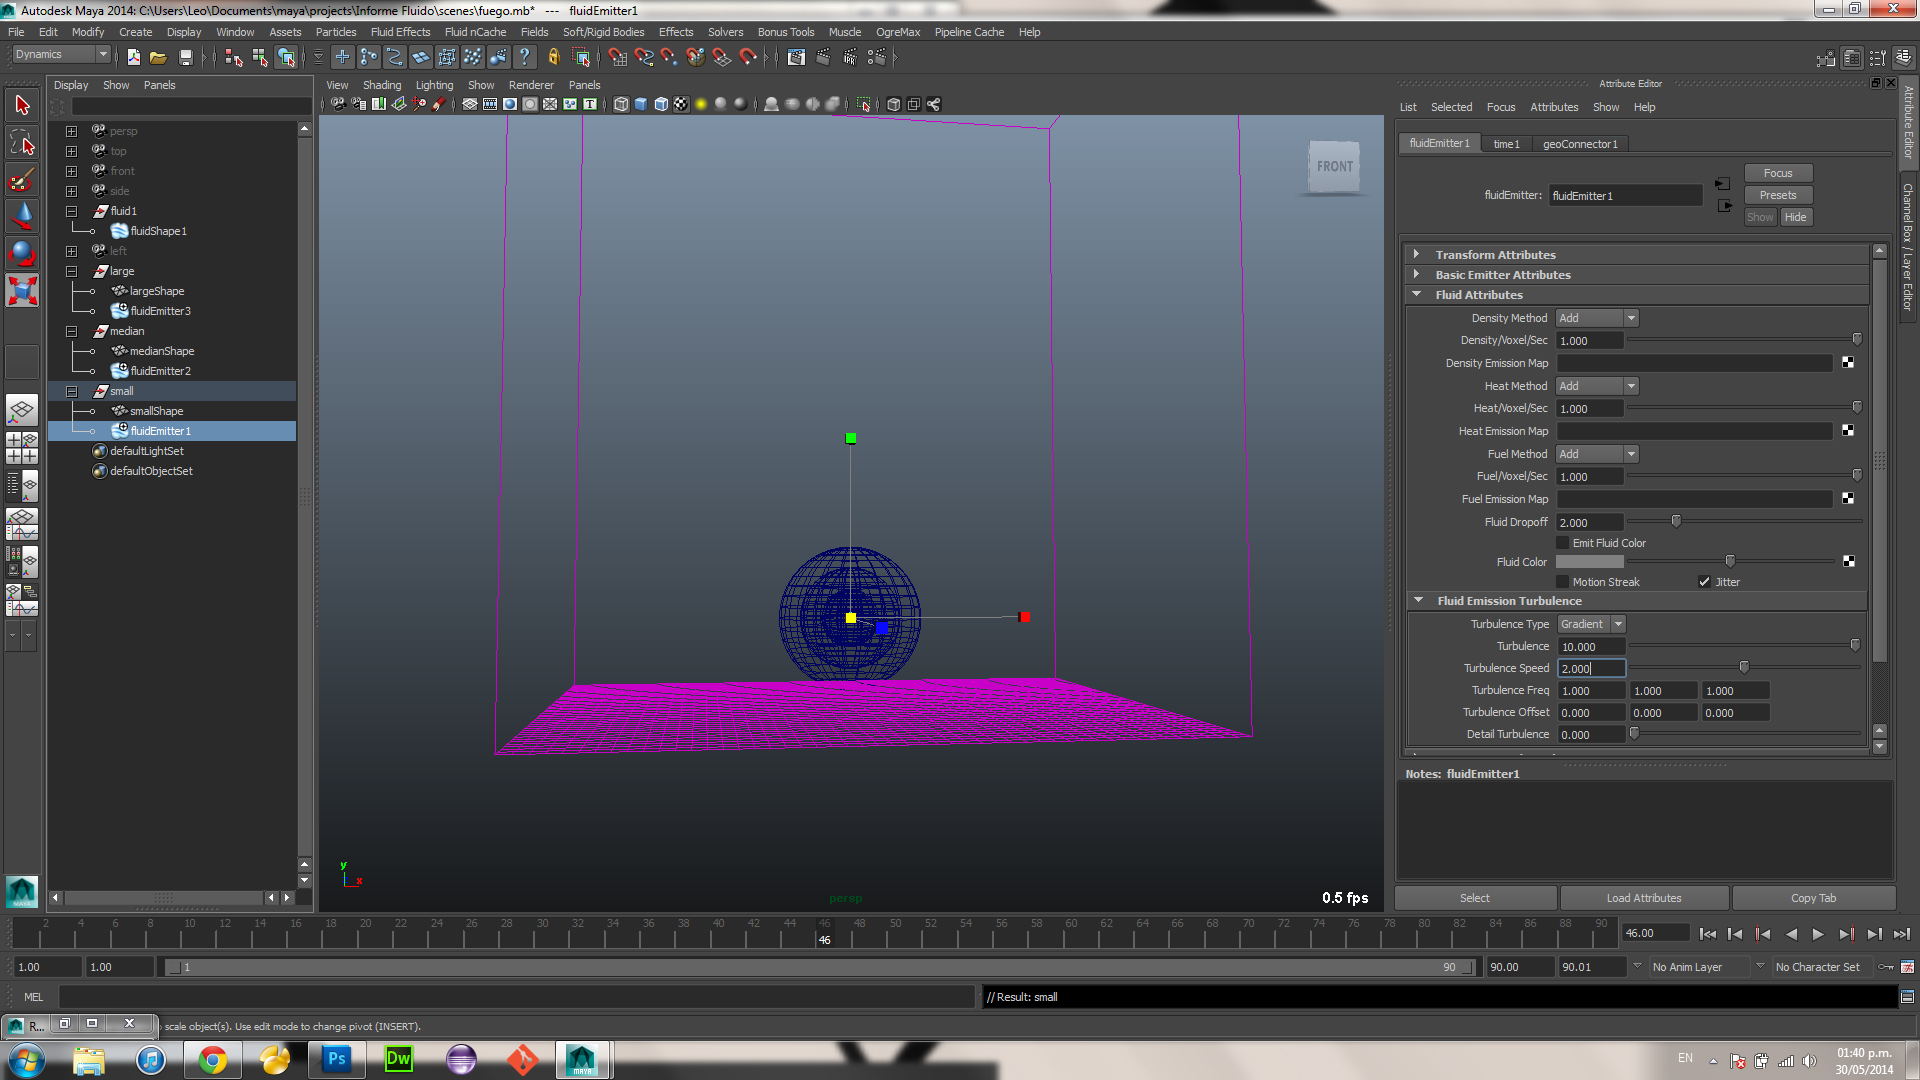 Autodesk Maya 2014: C:\Users\Leo\Documents\maya\projects\Informe Fluido\scenes\fuego.mb*  ---  fluidEmitter1
File Edit Modify Create Display Window Assets Particles Fluid Effects Fluid nCache Fields Soft/Rigid Bodies Effects Solvers Bonus Tools Muscle OgreMax Pipeline Cache Help
Dynamics
Display Show Panels
persp
top
front
side
fluid1
fluidShape1
left
large
largeShape
fluidEmitter3
median
medianShape
fluidEmitter2
small
smallShape
fluidEmitter1
defaultLightSet
defaultObjectSet
View Shading Lighting Show Renderer Panels
FRONT
y
x
persp
0.5 fps
Attribute Editor
List Selected Focus Attributes Show Help
fluidEmitter1 time1 geoConnector1
fluidEmitter: fluidEmitter1
Focus
Presets
Show Hide
Transform Attributes
Basic Emitter Attributes
Fluid Attributes
Density Method Add
Density/Voxel/Sec 1.000
Density Emission Map
Heat Method Add
Heat/Voxel/Sec 1.000
Heat Emission Map
Fuel Method Add
Fuel/Voxel/Sec 1.000
Fuel Emission Map
Fluid Dropoff 2.000
Emit Fluid Color
Fluid Color
Motion Streak Jitter
Fluid Emission Turbulence
Turbulence Type Gradient
Turbulence 10.000
Turbulence Speed 2.000
Turbulence Freq 1.000 1.000 1.000
Turbulence Offset 0.000 0.000 0.000
Detail Turbulence 0.000
Notes: fluidEmitter1
Select Load Attributes Copy Tab
Attribute Editor
Channel Box / Layer Editor
2 4 6 8 10 12 14 16 18 20 22 24 26 28 30 32 34 36 38 40 42 44 46 48 50 52 54 56 58 60 62 64 66 68 70 72 74 76 78 80 82 84 86 88 90
46
46.00
1.00 1.00 1 90 90.00 90.01 No Anim Layer No Character Set
MEL // Result: small
R... scale object(s). Use edit mode to change pivot (INSERT).
Ps Dw MAYA
EN
01:40 p.m.
30/05/2014